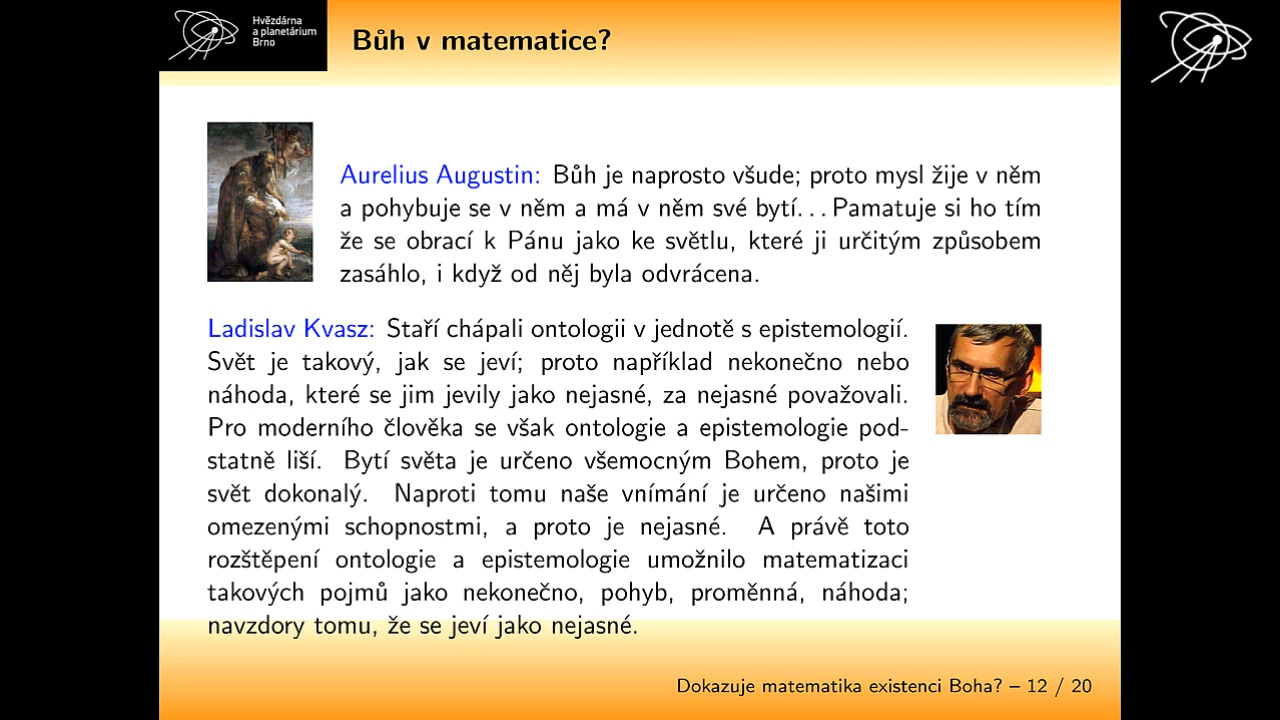 Hvězdárna
a planetárium
Brno
Bůh v matematice?
Aurelius Augustin: Bůh je naprosto všude; proto mysl žije v něm
a pohybuje se v něm a má v něm své bytí. . . Pamatuje si ho tím
že se obrací k Pánu jako ke světlu, které ji určitým způsobem
zasáhlo, i když od něj byla odvrácena.
Ladislav Kvasz: Staří chápali ontologii v jednotě s epistemologií.
Svět je takový, jak se jeví; proto například nekonečno nebo
náhoda, které se jim jevily jako nejasné, za nejasné považovali.
Pro moderního člověka se však ontologie a epistemologie pod-
statně liší. Bytí světa je určeno všemocným Bohem, proto je
svět dokonalý. Naproti tomu naše vnímání je určeno našimi
omezenými schopnostmi, a proto je nejasné. A právě toto
rozštěpení ontologie a epistemologie umožnilo matematizaci
takových pojmů jako nekonečno, pohyb, proměnná, náhoda;
navzdory tomu, že se jeví jako nejasné.
Dokazuje matematika existenci Boha? – 12 / 20